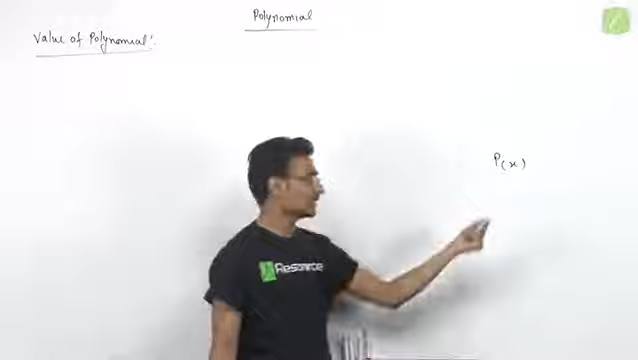 Polynomial
Value of Polynomial:
P(x)
Resonance